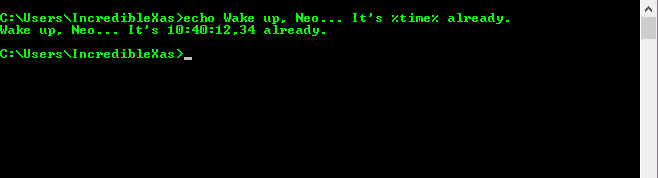 C:\Users\IncredibleXas>echo Wake up, Neo... It's %time% already.
Wake up, Neo... It's 10:40:12,34 already.
C:\Users\IncredibleXas>